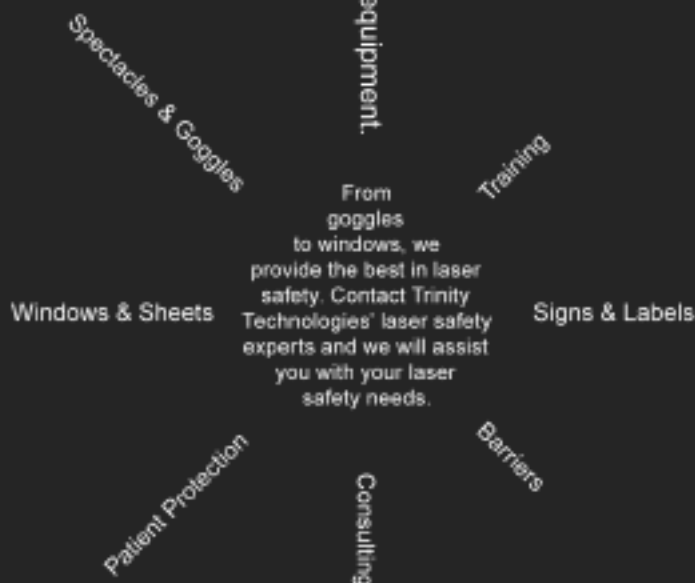 Spectacles & Goggles
equipment.
Training
From
goggles
to windows, we
provide the best in laser
safety. Contact Trinity
Technologies' laser safety
experts and we will assist
you with your laser
safety needs.
Windows & Sheets
Signs & Labels
Patient Protection
Consulting
Barriers